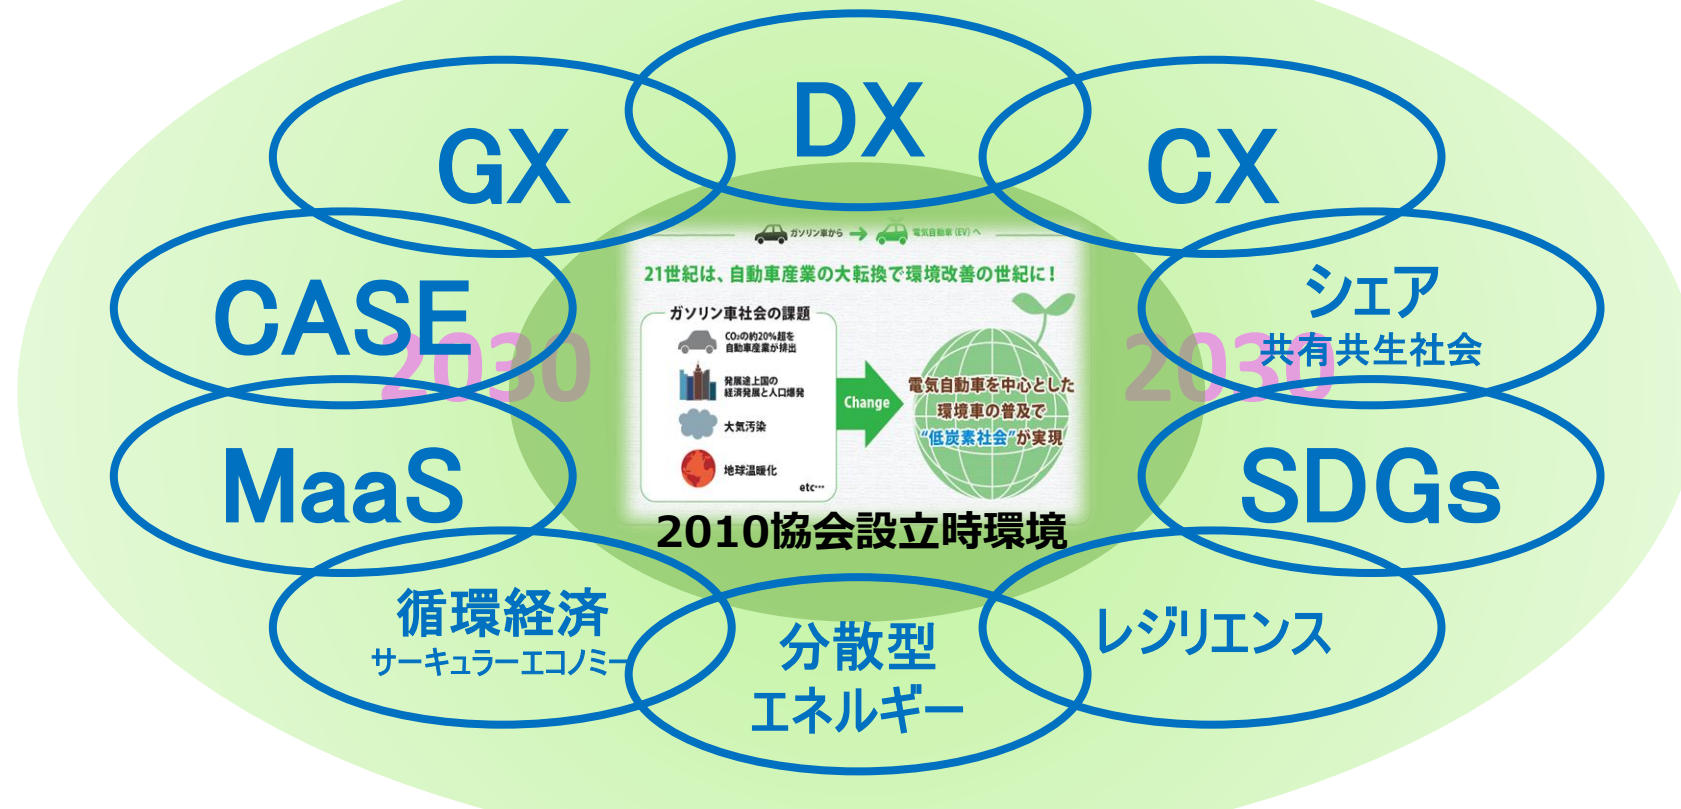 DX
GX
CX
ガソリン車から
電気自動車(EV)へ
21世紀は、自動車産業の大転換で環境改善の世紀に!
CASE
2030
ガソリン車社会の課題
CO₂の約20%超を
自動車産業が排出
発展途上国の
経済発展と人口爆発
大気汚染
地球温暖化
etc…
Change
電気自動車を中心とした
環境車の普及で
“低炭素社会”が実現
シェア
共有共生社会
2030
MaaS
SDGs
2010協会設立時環境
循環経済
サーキュラーエコノミー
分散型
エネルギー
レジリエンス